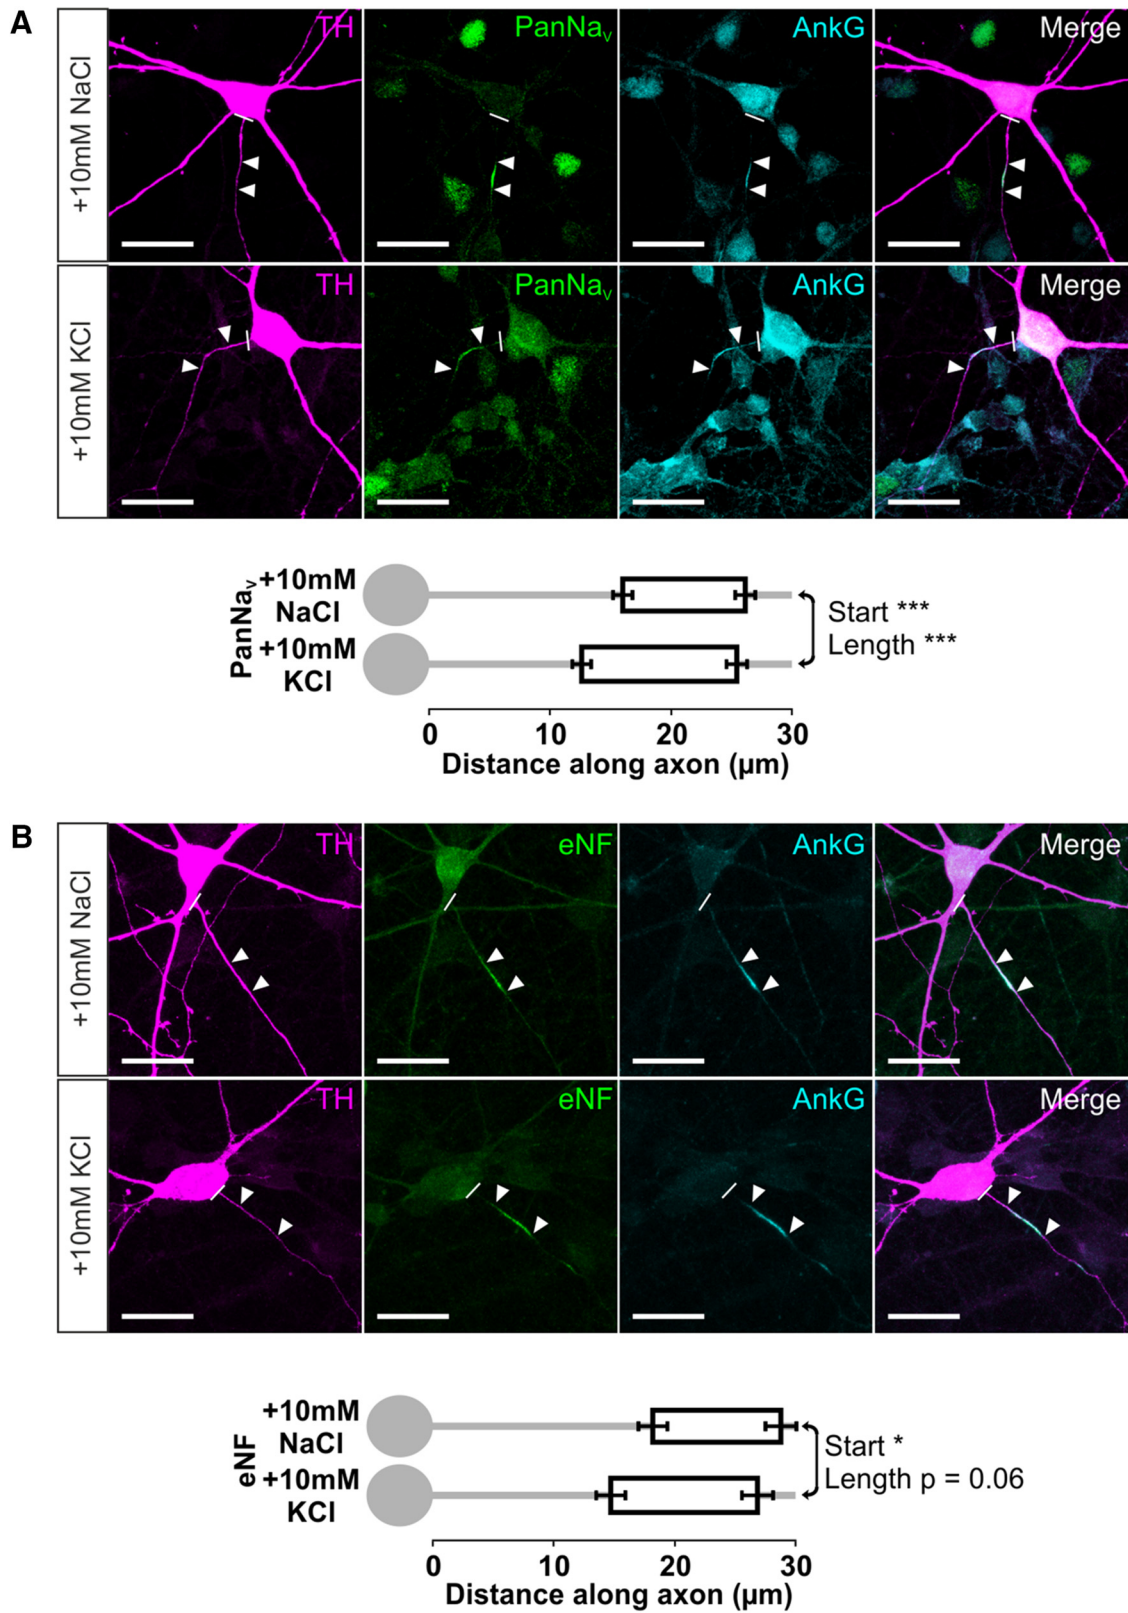 A
+10mM NaCl
TH
PanNaᵥ
AnkG
Merge
+10mM KCl
TH
PanNaᵥ
AnkG
Merge
PanNaᵥ
+10mM
NaCl
+10mM
KCl
Start ***
Length ***
0 10 20 30
Distance along axon (µm)
B
+10mM NaCl
TH
eNF
AnkG
Merge
+10mM KCl
TH
eNF
AnkG
Merge
eNF
+10mM
NaCl
+10mM
KCl
Start *
Length p = 0.06
0 10 20 30
Distance along axon (µm)